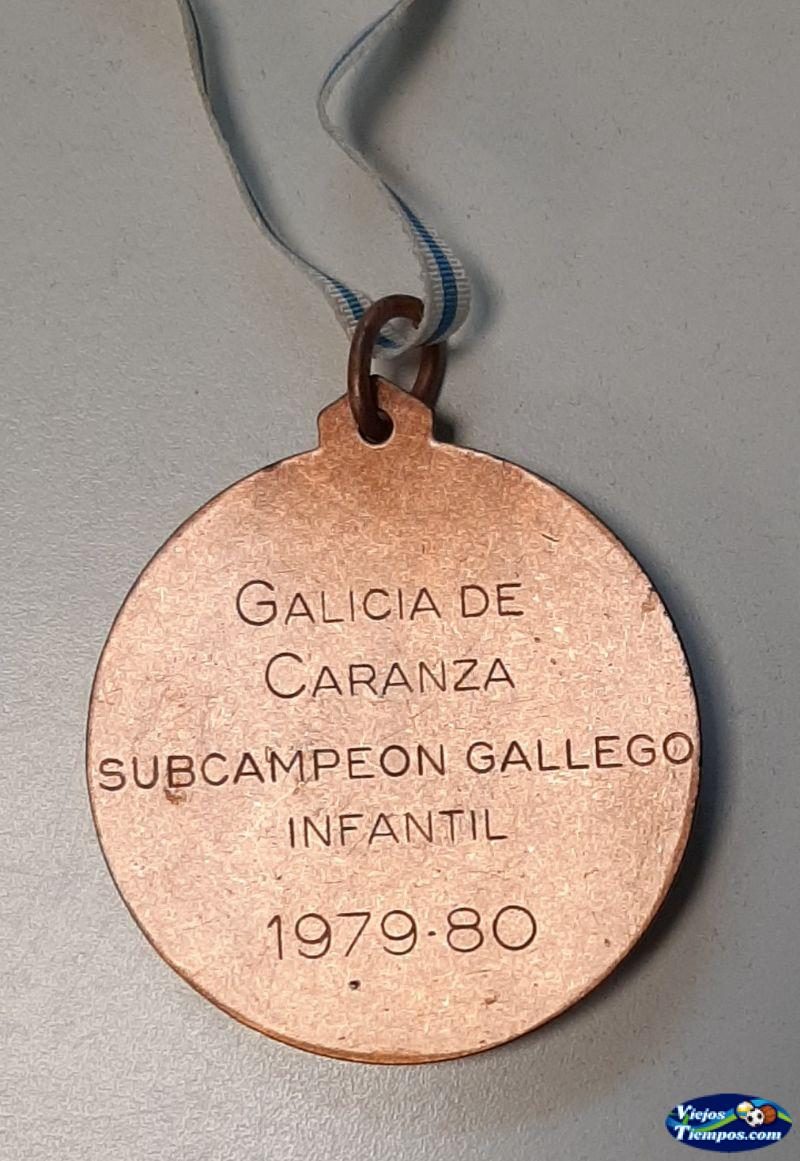 GALICIA DE
CARANZA
SUBCAMPEON GALLEGO
INFANTIL
1979·80
Viejos
Tiempos.com